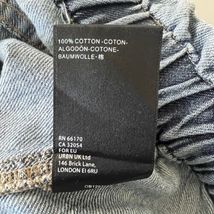 100% COTTON-COTON-
ALGODÓN-COTONE-
BAUMWOLLE-棉
RN 66170
CA 32054
FOR EU
URBN UK Ltd
146 Brick Lane,
LONDON E1 6RU